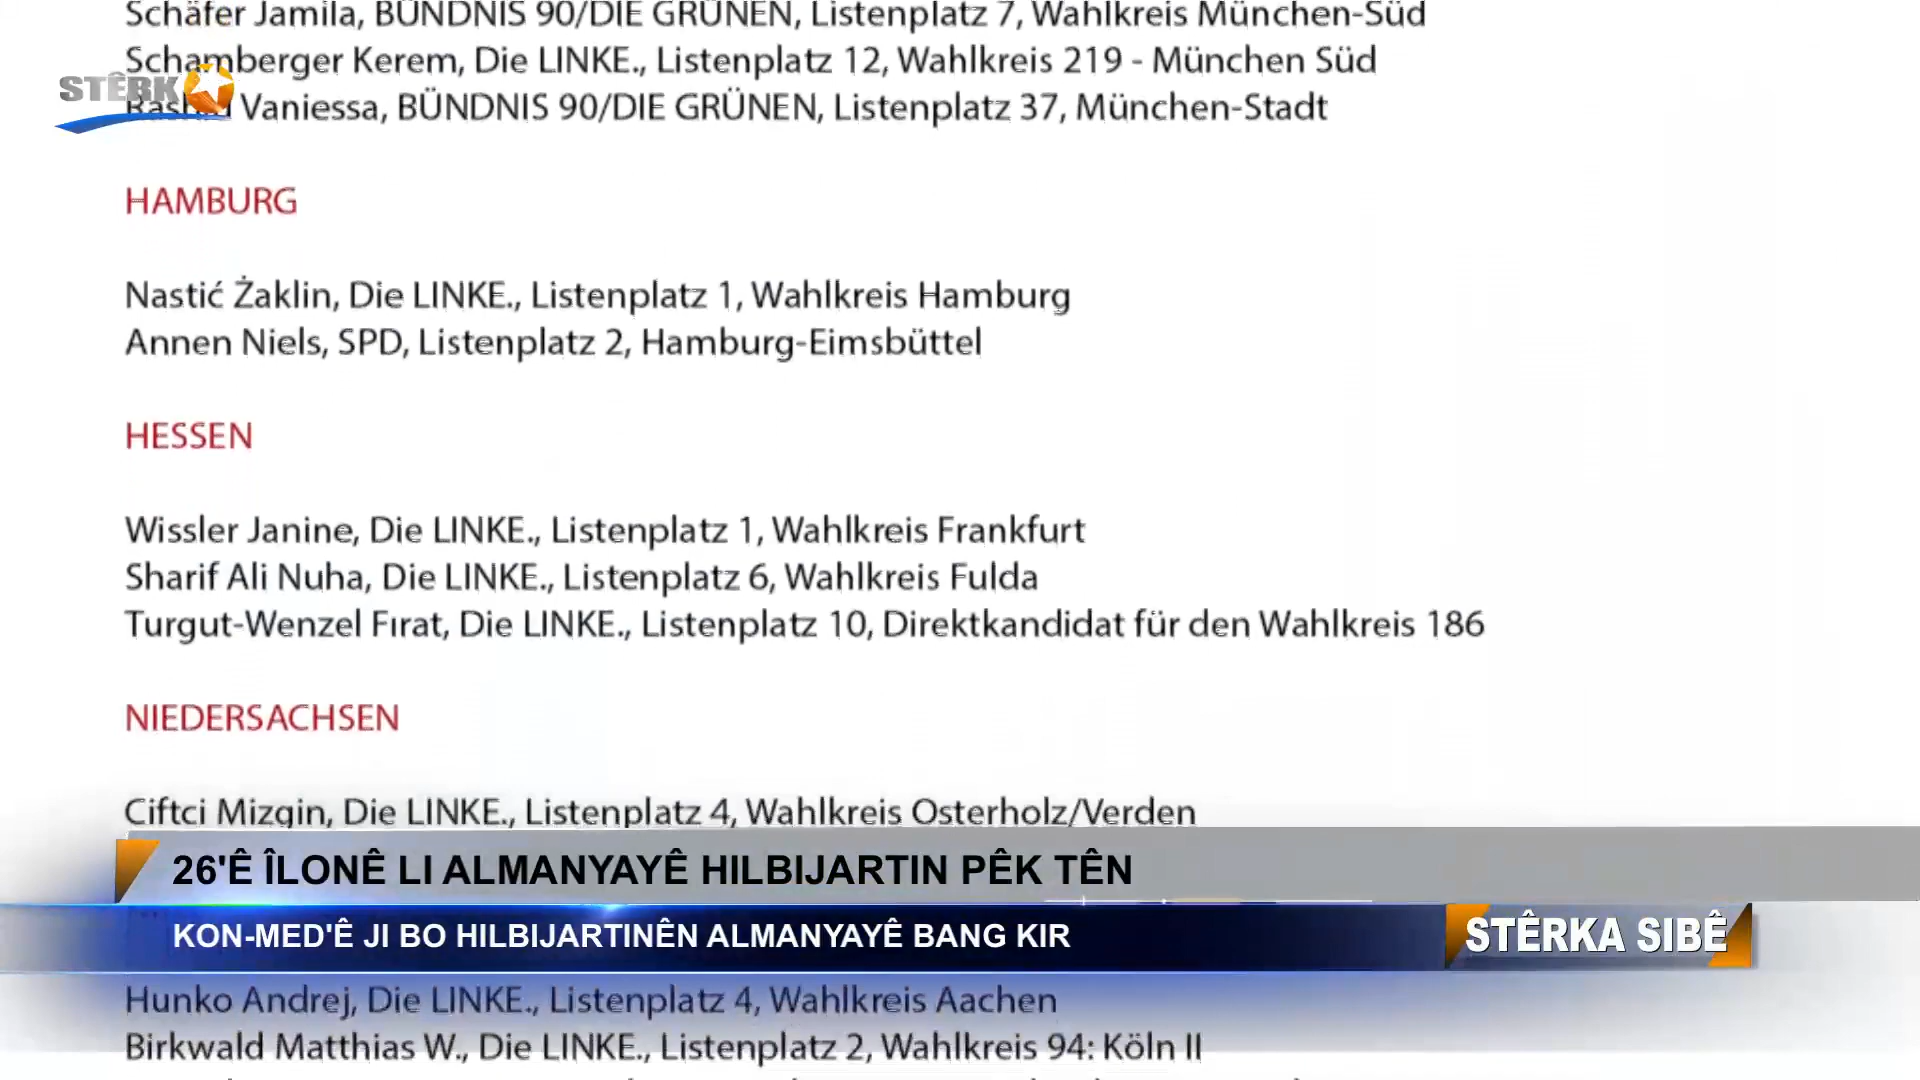 Schäfer Jamila, BÜNDNIS 90/DIE GRÜNEN, Listenplatz 7, Wahlkreis München-Süd
Schamberger Kerem, Die LINKE., Listenplatz 12, Wahlkreis 219 - München Süd
STÊRK
Vaniessa, BÜNDNIS 90/DIE GRÜNEN, Listenplatz 37, München-Stadt
HAMBURG
Nastić Żaklin, Die LINKE., Listenplatz 1, Wahlkreis Hamburg
Annen Niels, SPD, Listenplatz 2, Hamburg-Eimsbüttel
HESSEN
Wissler Janine, Die LINKE., Listenplatz 1, Wahlkreis Frankfurt
Sharif Ali Nuha, Die LINKE., Listenplatz 6, Wahlkreis Fulda
Turgut-Wenzel Fırat, Die LINKE., Listenplatz 10, Direktkandidat für den Wahlkreis 186
NIEDERSACHSEN
Ciftci Mizgin, Die LINKE., Listenplatz 4, Wahlkreis Osterholz/Verden
26'Ê ÎLONÊ LI ALMANYAYÊ HILBIJARTIN PÊK TÊN
KON-MED'Ê JI BO HILBIJARTINÊN ALMANYAYÊ BANG KIR
STÊRKA SIBÊ
Hunko Andrej, Die LINKE., Listenplatz 4, Wahlkreis Aachen
Birkwald Matthias W., Die LINKE., Listenplatz 2, Wahlkreis 94: Köln II